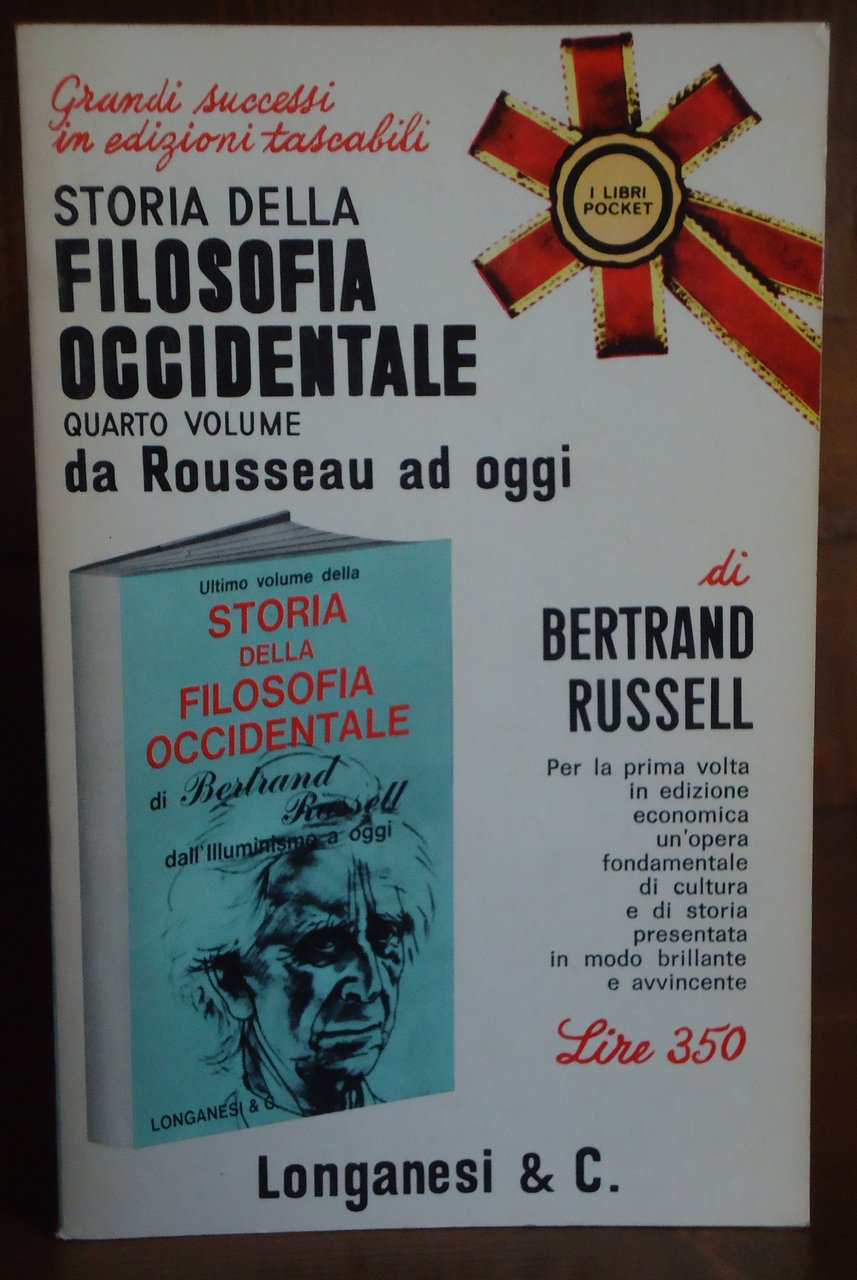 Grandi successi
in edizioni tascabili
I LIBRI
POCKET
STORIA DELLA
FILOSOFIA
OCCIDENTALE
QUARTO VOLUME
da Rousseau ad oggi
Ultimo volume della
STORIA
DELLA
FILOSOFIA
OCCIDENTALE
di Bertrand
Russell
dall'Illuminismo a oggi
LONGANESI & C.
di
BERTRAND
RUSSELL
Per la prima volta
in edizione
economica
un'opera
fondamentale
di cultura
e di storia
presentata
in modo brillante
e avvincente
Lire 350
Longanesi & C.